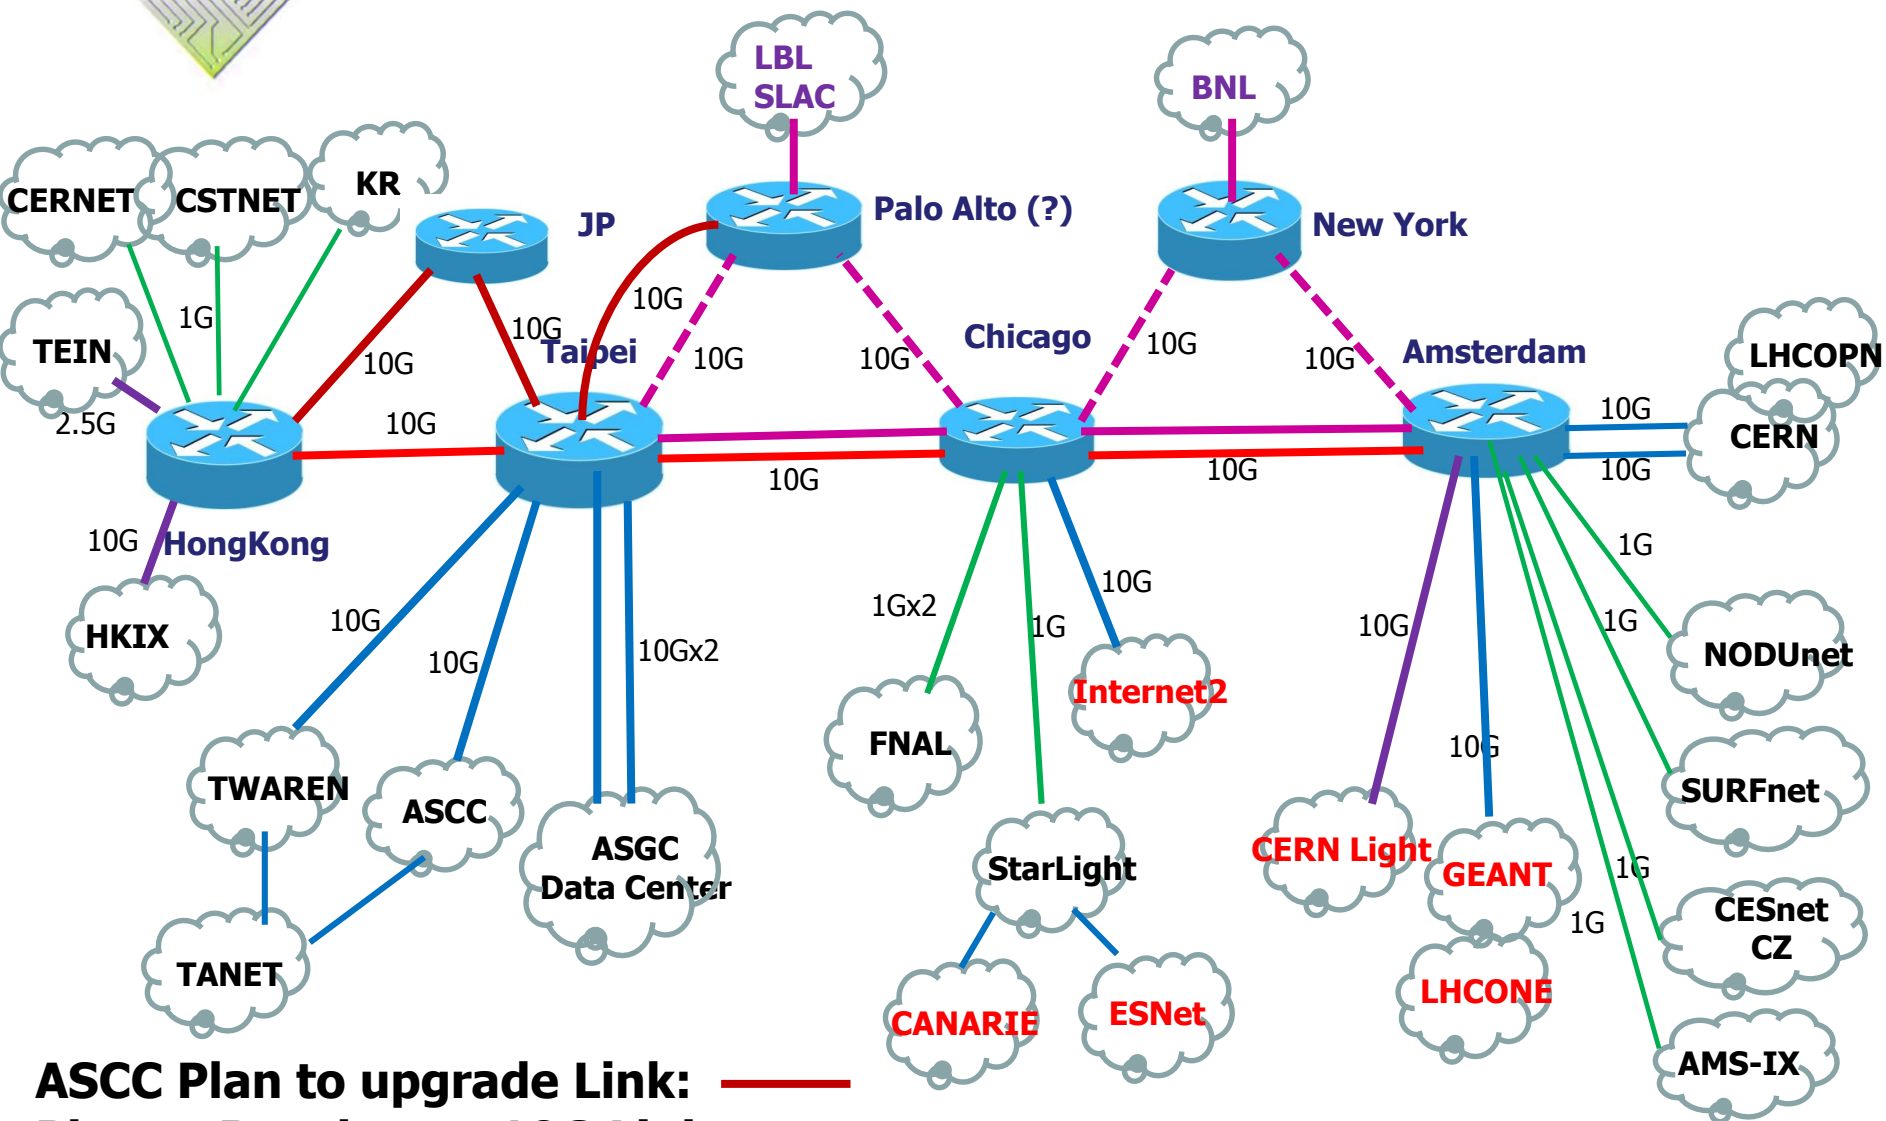 LBL
SLAC
BNL
CERNET
CSTNET
KR
JP
Palo Alto (?)
New York
1G
10G
10G
TEIN
10G
Taipei
10G
10G
Chicago
10G
10G
Amsterdam
LHCOPN
2.5G
10G
10G
CERN
10G
10G
10G
10G
HongKong
1G
HKIX
10G
10G
10Gx2
1Gx2
1G
10G
10G
1G
NODUnet
Internet2
FNAL
10G
TWAREN
ASCC
SURFnet
ASGC
Data Center
StarLight
CERN Light
GEANT
1G
1G
CESnet
CZ
TANET
CANARIE
ESNet
LHCONE
AMS-IX
ASCC Plan to upgrade Link: